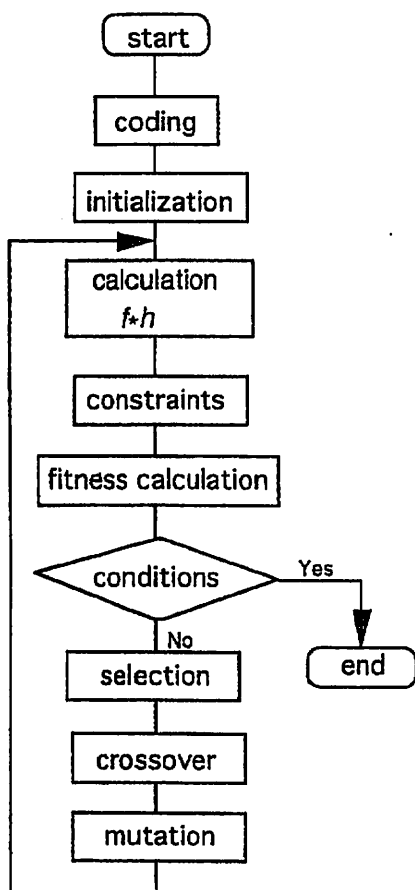 start
coding
initialization
calculation
f*h
constraints
fitness calculation
conditions
Yes
No
end
selection
crossover
mutation